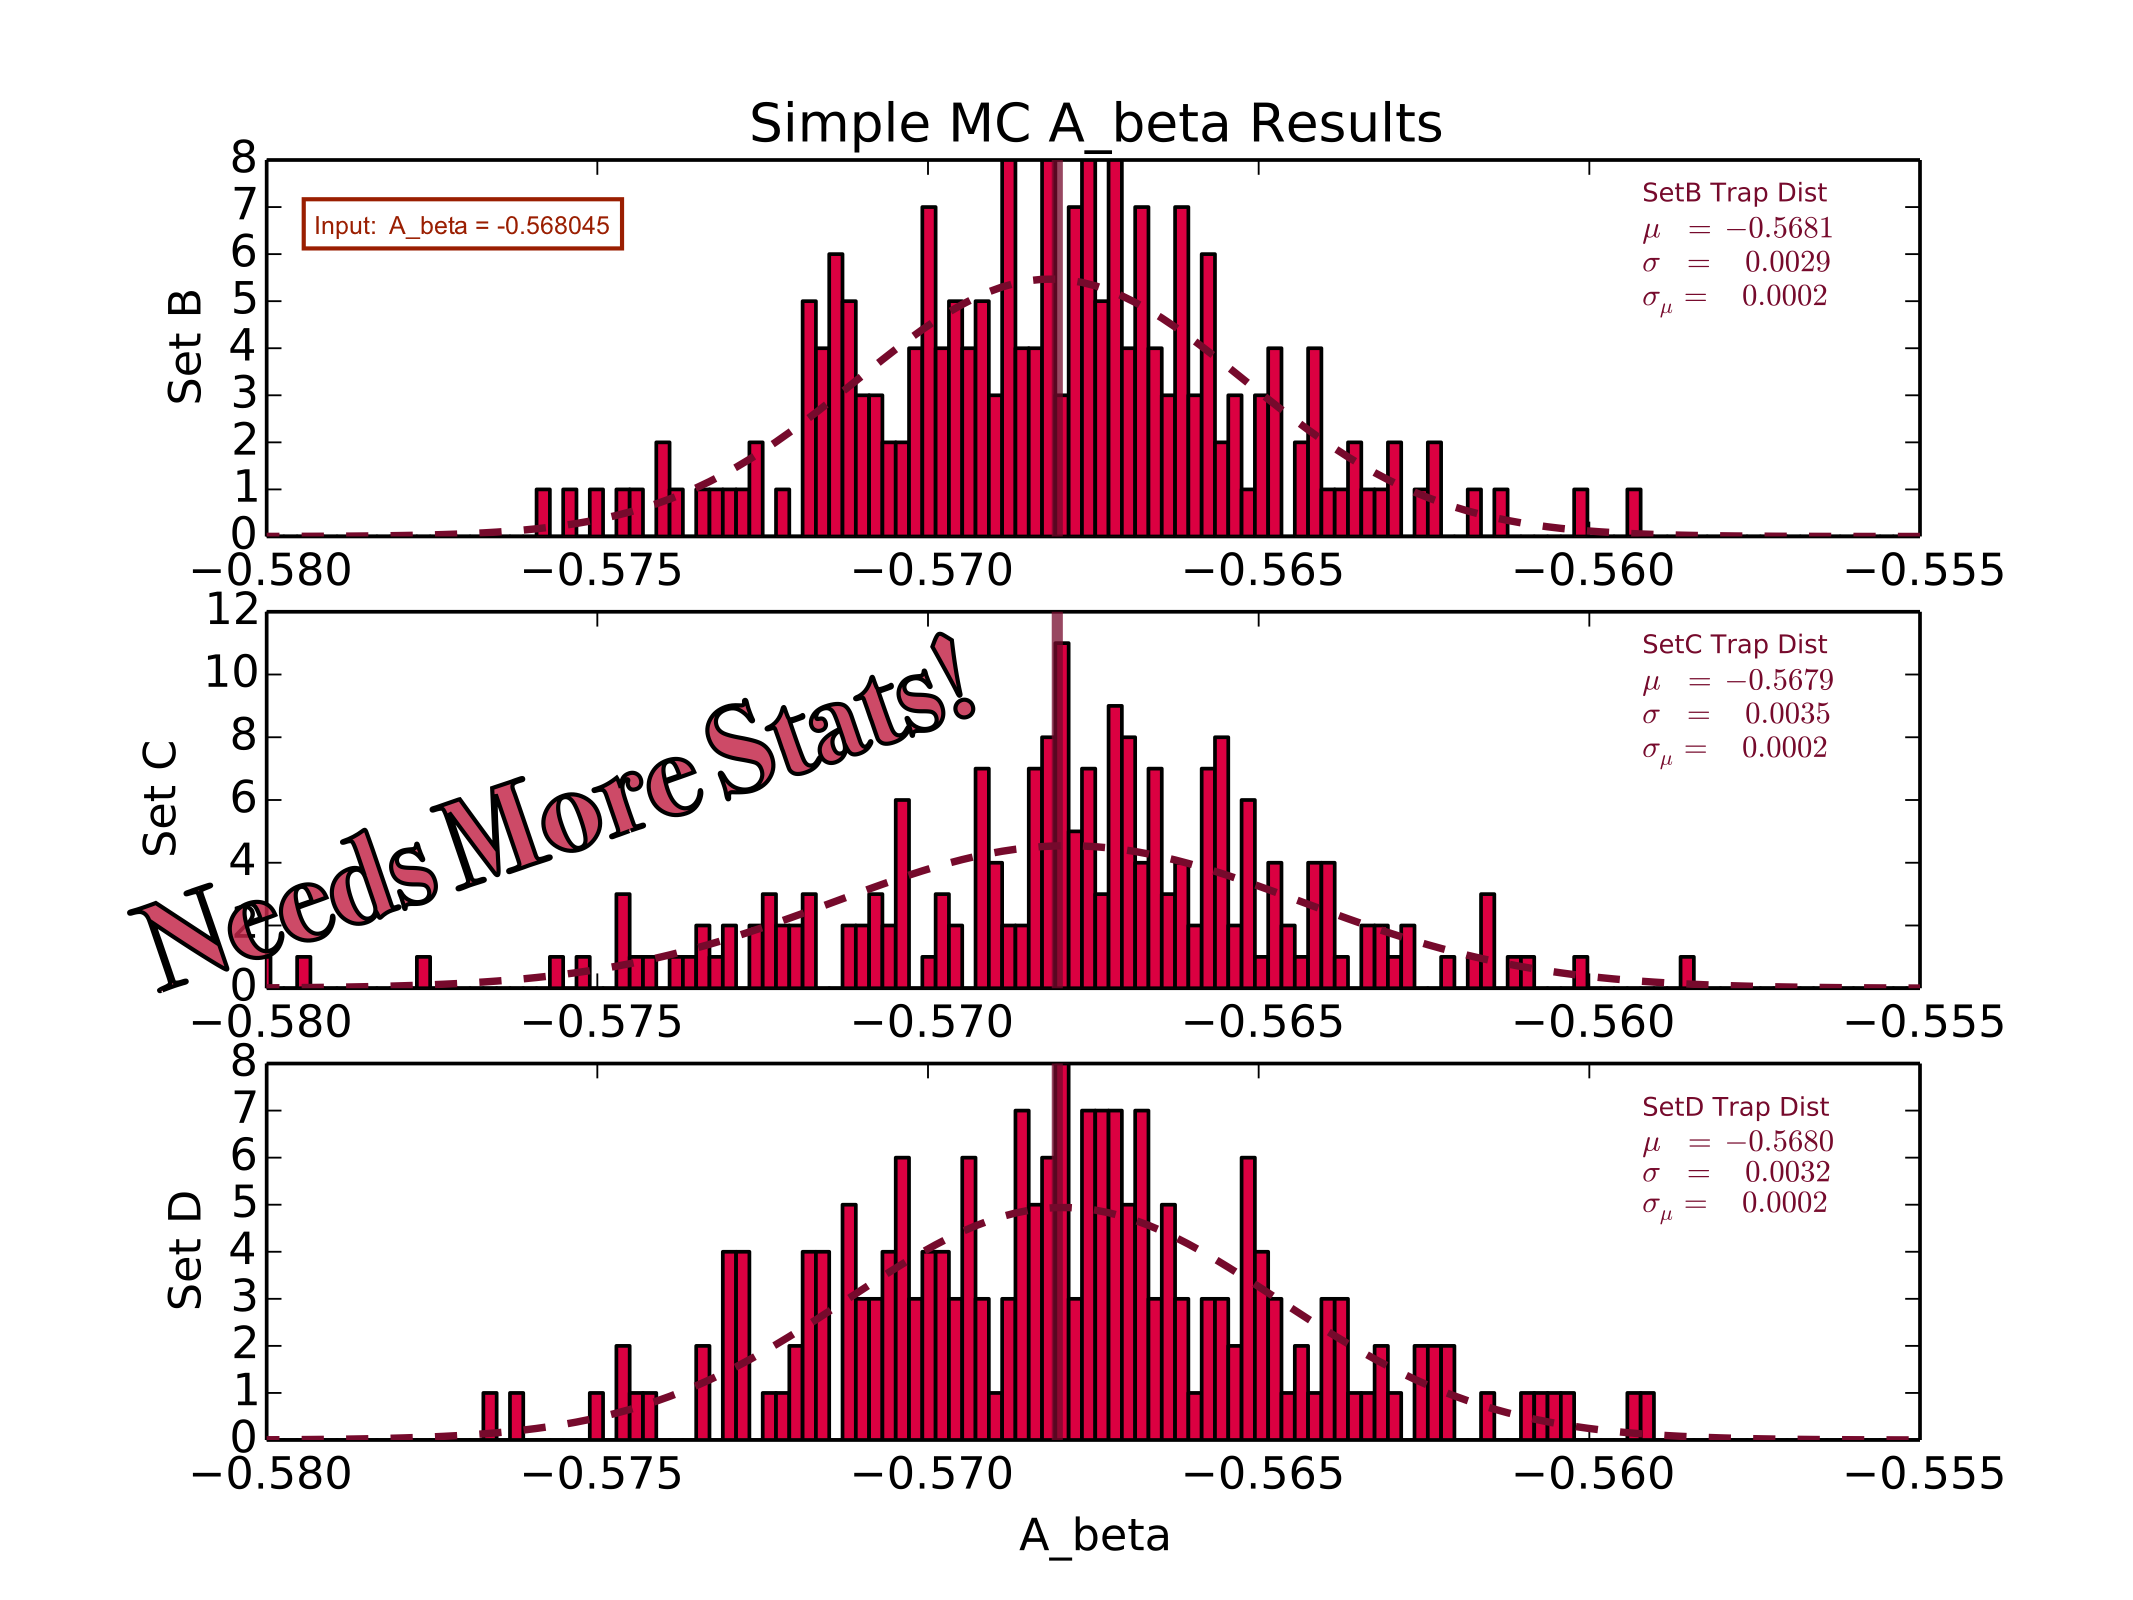 Simple MC A_beta Results
8
7
6
5
4
3
2
1
0
Set B
Input: A_beta = -0.568045
SetB Trap Dist
μ = −0.5681
σ = 0.0029
σμ = 0.0002
−0.580 −0.575 −0.570 −0.565 −0.560 −0.555
12
10
8
6
4
2
0
Set C
Needs More Stats!
SetC Trap Dist
μ = −0.5679
σ = 0.0035
σμ = 0.0002
−0.580 −0.575 −0.570 −0.565 −0.560 −0.555
8
7
6
5
4
3
2
1
0
Set D
SetD Trap Dist
μ = −0.5680
σ = 0.0032
σμ = 0.0002
−0.580 −0.575 −0.570 −0.565 −0.560 −0.555
A_beta